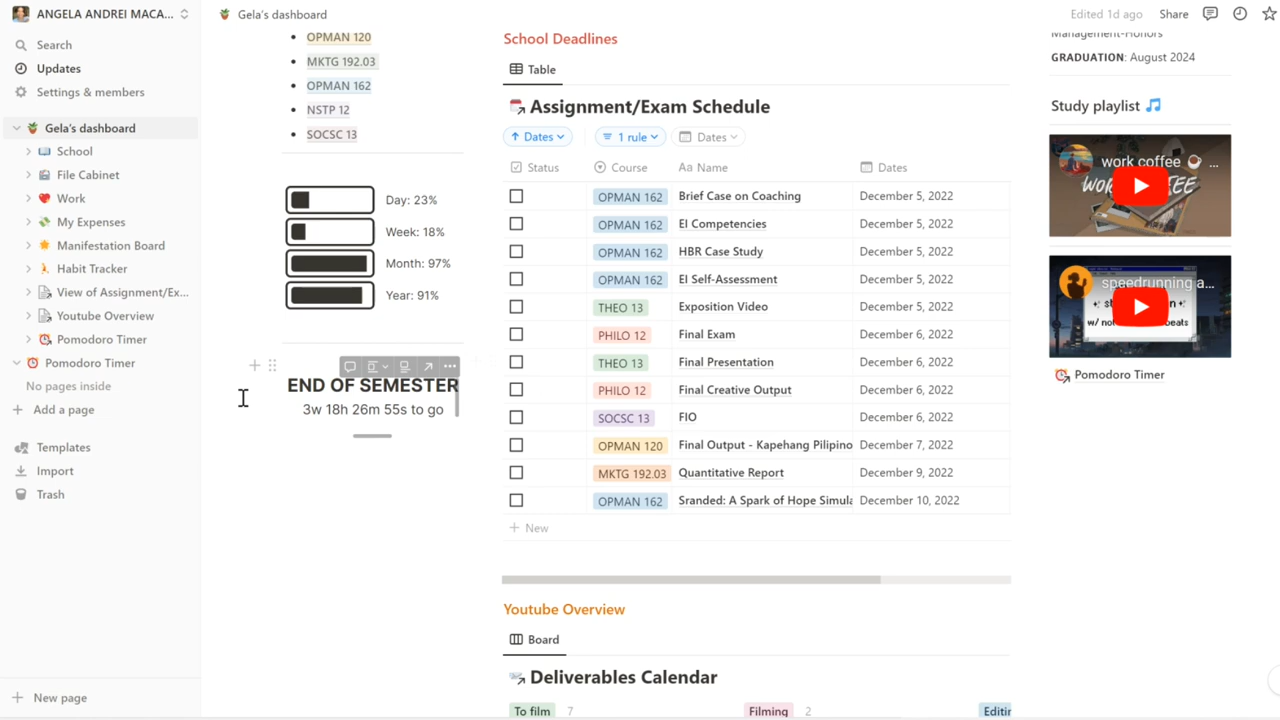 ANGELA ANDREI MACA...
Search
Updates
Settings & members
Gela's dashboard
School
File Cabinet
Work
My Expenses
Manifestation Board
Habit Tracker
View of Assignment/Ex...
Youtube Overview
Pomodoro Timer
Pomodoro Timer
No pages inside
Add a page
Templates
Import
Trash
New page
Gela's dashboard
Edited 1d ago
Share
OPMAN 120
MKTG 192.03
OPMAN 162
NSTP 12
SOCSC 13
Day: 23%
Week: 18%
Month: 97%
Year: 91%
END OF SEMESTER
3w 18h 26m 55s to go
School Deadlines
Table
Assignment/Exam Schedule
Dates
1 rule
Dates
Status Course Aa Name Dates
OPMAN 162 Brief Case on Coaching December 5, 2022
OPMAN 162 EI Competencies December 5, 2022
OPMAN 162 HBR Case Study December 5, 2022
OPMAN 162 EI Self-Assessment December 5, 2022
THEO 13 Exposition Video December 5, 2022
PHILO 12 Final Exam December 6, 2022
THEO 13 Final Presentation December 6, 2022
PHILO 12 Final Creative Output December 6, 2022
SOCSC 13 FIO December 6, 2022
OPMAN 120 Final Output - Kapehang Pilipino December 7, 2022
MKTG 192.03 Quantitative Report December 9, 2022
OPMAN 162 Sranded: A Spark of Hope Simula December 10, 2022
New
Youtube Overview
Board
Deliverables Calendar
To film 7
Filming 2
Editin
Management-Honors
GRADUATION: August 2024
Study playlist
work coffee ...
speedrunning a...
Pomodoro Timer